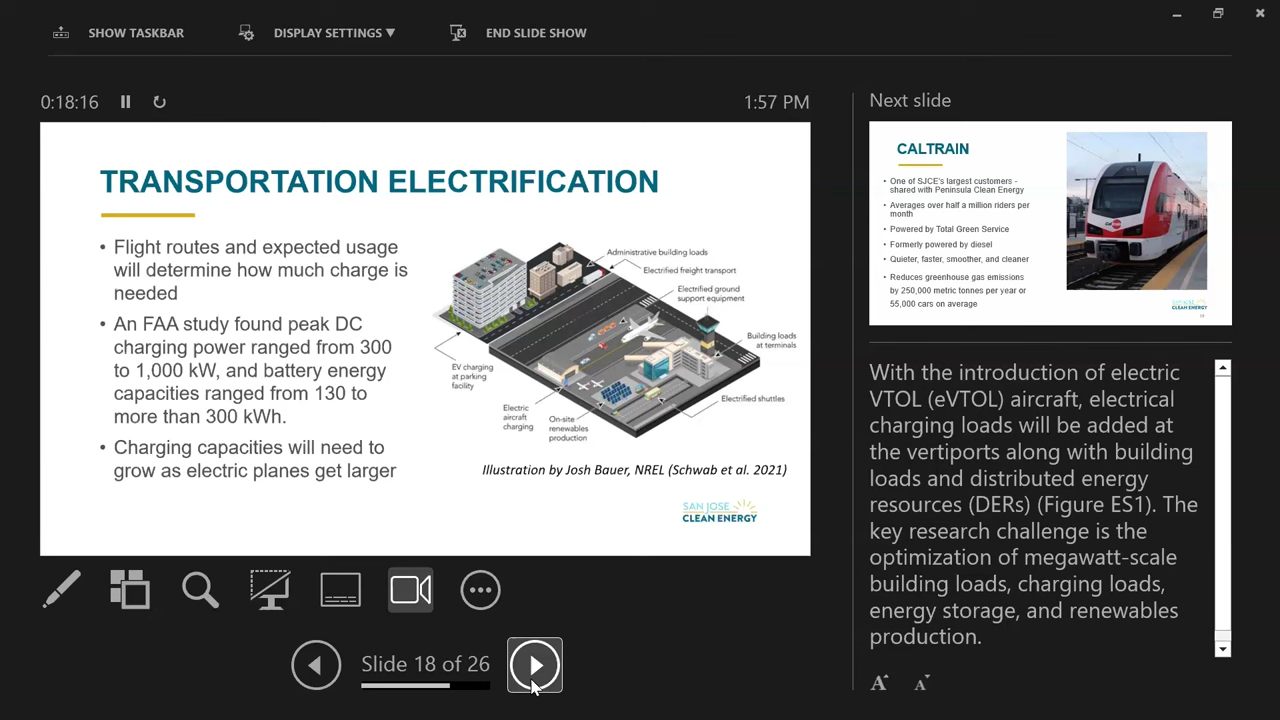 SHOW TASKBAR
DISPLAY SETTINGS ▼
END SLIDE SHOW
0:18:16
1:57 PM
TRANSPORTATION ELECTRIFICATION
• Flight routes and expected usage
will determine how much charge is
needed
• An FAA study found peak DC
charging power ranged from 300
to 1,000 kW, and battery energy
capacities ranged from 130 to
more than 300 kWh.
• Charging capacities will need to
grow as electric planes get larger
Administrative building loads
Electrified freight transport
Electrified ground
support equipment
Building loads
at terminals
EV charging
at parking
facility
Electric
aircraft
charging
On-site
renewables
production
Electrified shuttles
Illustration by Josh Bauer, NREL (Schwab et al. 2021)
SAN JOSE
CLEAN ENERGY
Slide 18 of 26
Next slide
CALTRAIN
• One of SJCE's largest customers -
shared with Peninsula Clean Energy
• Averages over half a million riders per
month
• Powered by Total Green Service
• Formerly powered by diesel
• Quieter, faster, smoother, and cleaner
• Reduces greenhouse gas emissions
by 250,000 metric tonnes per year or
55,000 cars on average
SAN JOSE
CLEAN ENERGY
With the introduction of electric
VTOL (eVTOL) aircraft, electrical
charging loads will be added at
the vertiports along with building
loads and distributed energy
resources (DERs) (Figure ES1). The
key research challenge is the
optimization of megawatt-scale
building loads, charging loads,
energy storage, and renewables
production.
A
A